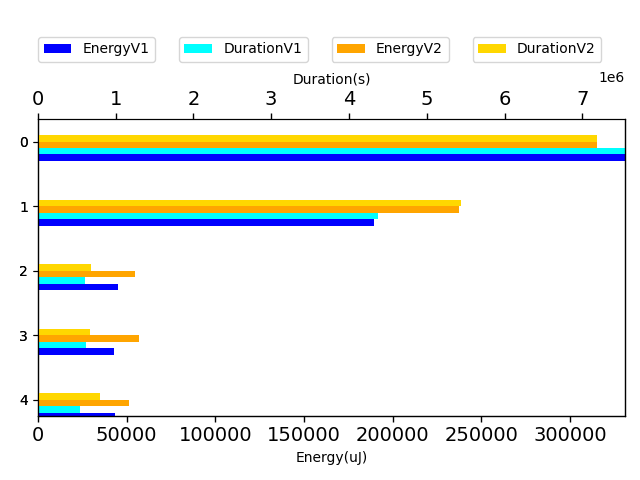 EnergyV1 DurationV1 EnergyV2 DurationV2
Duration(s)
1e6
0 1 2 3 4 5 6 7
0
1
2
3
4
0 50000 100000 150000 200000 250000 300000
Energy(uJ)